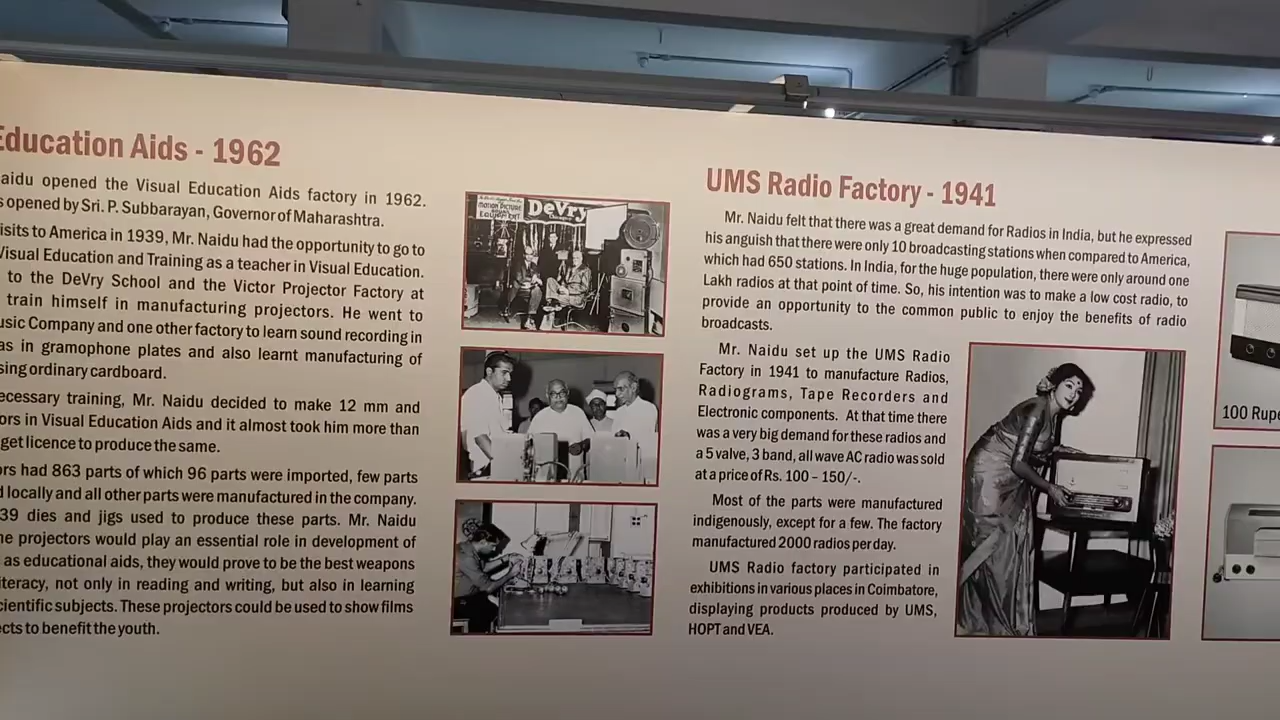 Education Aids - 1962
aidu opened the Visual Education Aids factory in 1962.
s opened by Sri. P. Subbarayan, Governor of Maharashtra.
isits to America in 1939, Mr. Naidu had the opportunity to go to
Visual Education and Training as a teacher in Visual Education.
to the DeVry School and the Victor Projector Factory at
train himself in manufacturing projectors. He went to
usic Company and one other factory to learn sound recording in
as in gramophone plates and also learnt manufacturing of
sing ordinary cardboard.
ecessary training, Mr. Naidu decided to make 12 mm and
ors in Visual Education Aids and it almost took him more than
get licence to produce the same.
ors had 863 parts of which 96 parts were imported, few parts
d locally and all other parts were manufactured in the company.
39 dies and jigs used to produce these parts. Mr. Naidu
he projectors would play an essential role in development of
as educational aids, they would prove to be the best weapons
iteracy, not only in reading and writing, but also in learning
cientific subjects. These projectors could be used to show films
ects to benefit the youth.
MOTION PICTURE
SOUND
EQUIPMENT
DeVry
UMS Radio Factory - 1941
Mr. Naidu felt that there was a great demand for Radios in India, but he expressed
his anguish that there were only 10 broadcasting stations when compared to America,
which had 650 stations. In India, for the huge population, there were only around one
Lakh radios at that point of time. So, his intention was to make a low cost radio, to
provide an opportunity to the common public to enjoy the benefits of radio
broadcasts.
Mr. Naidu set up the UMS Radio
Factory in 1941 to manufacture Radios,
Radiograms, Tape Recorders and
Electronic components. At that time there
was a very big demand for these radios and
a 5 valve, 3 band, all wave AC radio was sold
at a price of Rs. 100 – 150/-.
Most of the parts were manufactured
indigenously, except for a few. The factory
manufactured 2000 radios per day.
UMS Radio factory participated in
exhibitions in various places in Coimbatore,
displaying products produced by UMS,
HOPT and VEA.
100 Rup